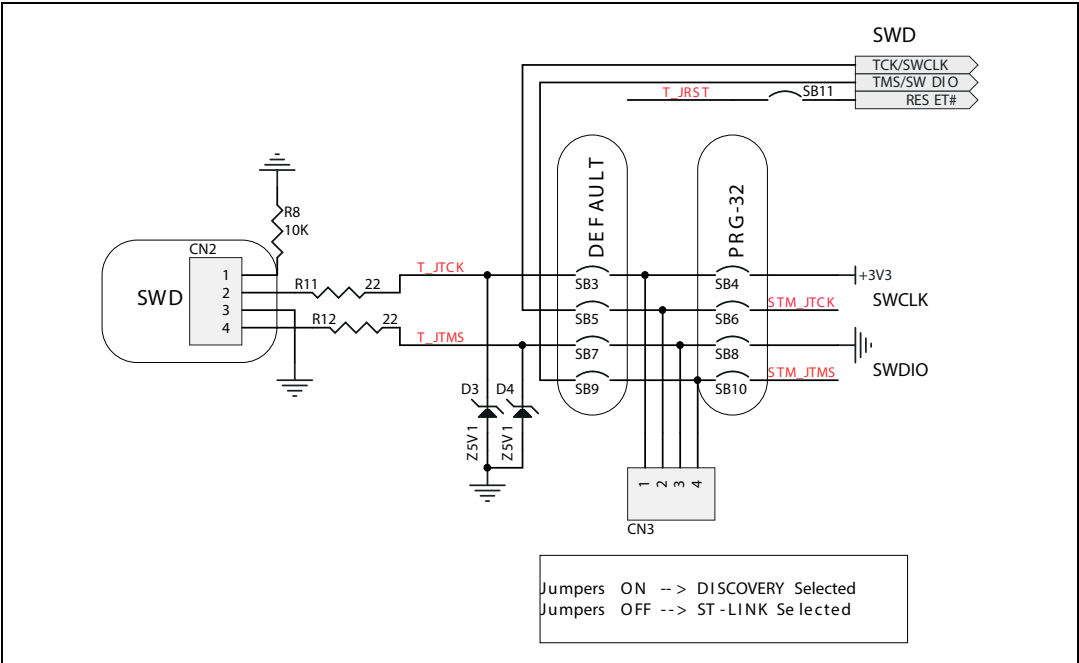 SWD
TCK/SWCLK
TMS/SW DIO
T_JRST
SB11
RES ET#
DEFAULT
PRG-32
R8
10K
CN2
SWD
1
2
3
4
R11
22
R12
22
T_JTCK
T_JTMS
SB3
SB4
+3V3
SWCLK
SB5
SB6
STM_JTCK
SB7
SB8
SWDIO
SB9
SB10
STM_JTMS
D3
D4
Z5V1
Z5V1
1
2
3
4
CN3
Jumpers ON --> DISCOVERY Selected
Jumpers OFF --> ST-LINK Selected